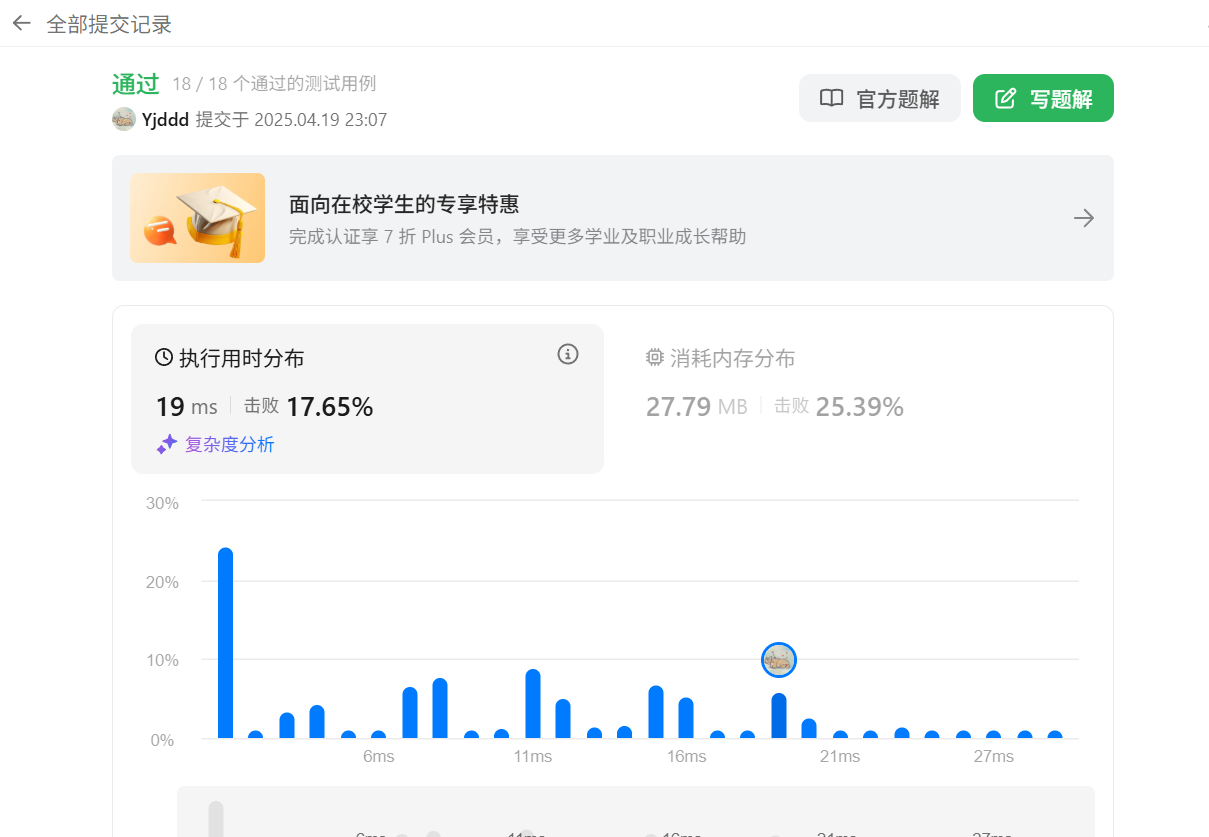 全部提交记录
通过 18 / 18 个通过的测试用例
Yjddd 提交于 2025.04.19 23:07
官方题解
写题解
面向在校学生的专享特惠
完成认证享 7 折 Plus 会员，享受更多学业及职业成长帮助
执行用时分布
19 ms 击败 17.65%
复杂度分析
消耗内存分布
27.79 MB 击败 25.39%
30%
20%
10%
0%
6ms 11ms 16ms 21ms 27ms
6ms 11ms 16ms 21ms 27ms